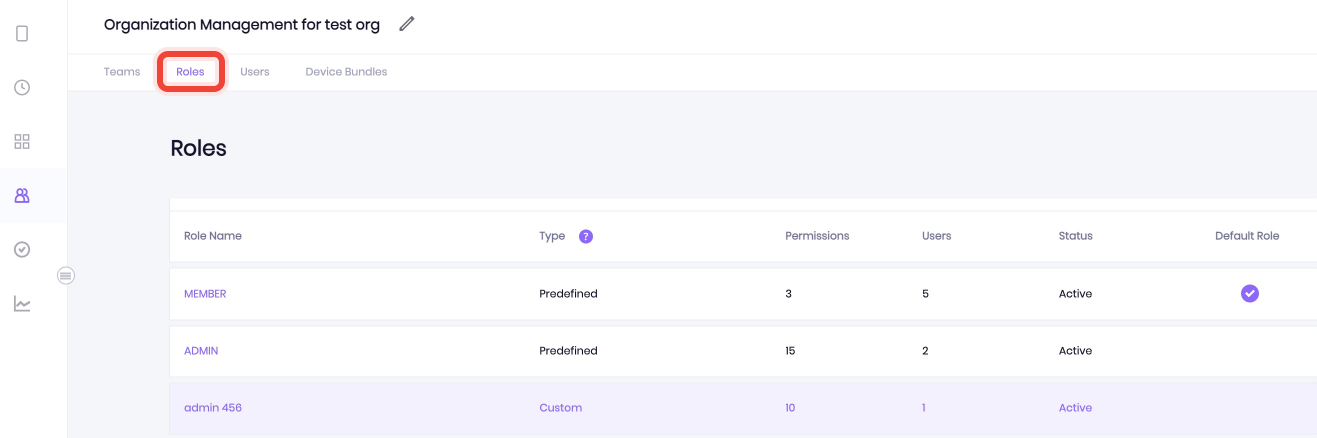 Organization Management for test org
Teams Roles Users Device Bundles
Roles
Role Name Type ? Permissions Users Status Default Role
MEMBER Predefined 3 5 Active
ADMIN Predefined 15 2 Active
admin 456 Custom 10 1 Active